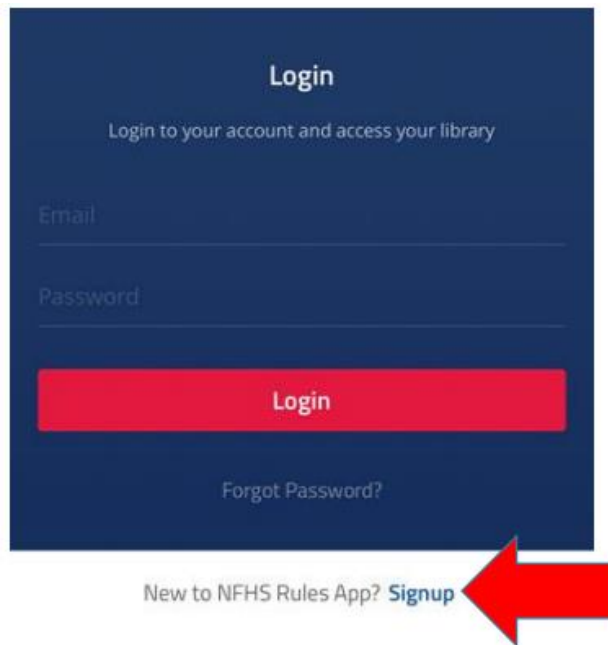 Login
Login to your account and access your library
Email
Password
Login
Forgot Password?
New to NFHS Rules App? Signup